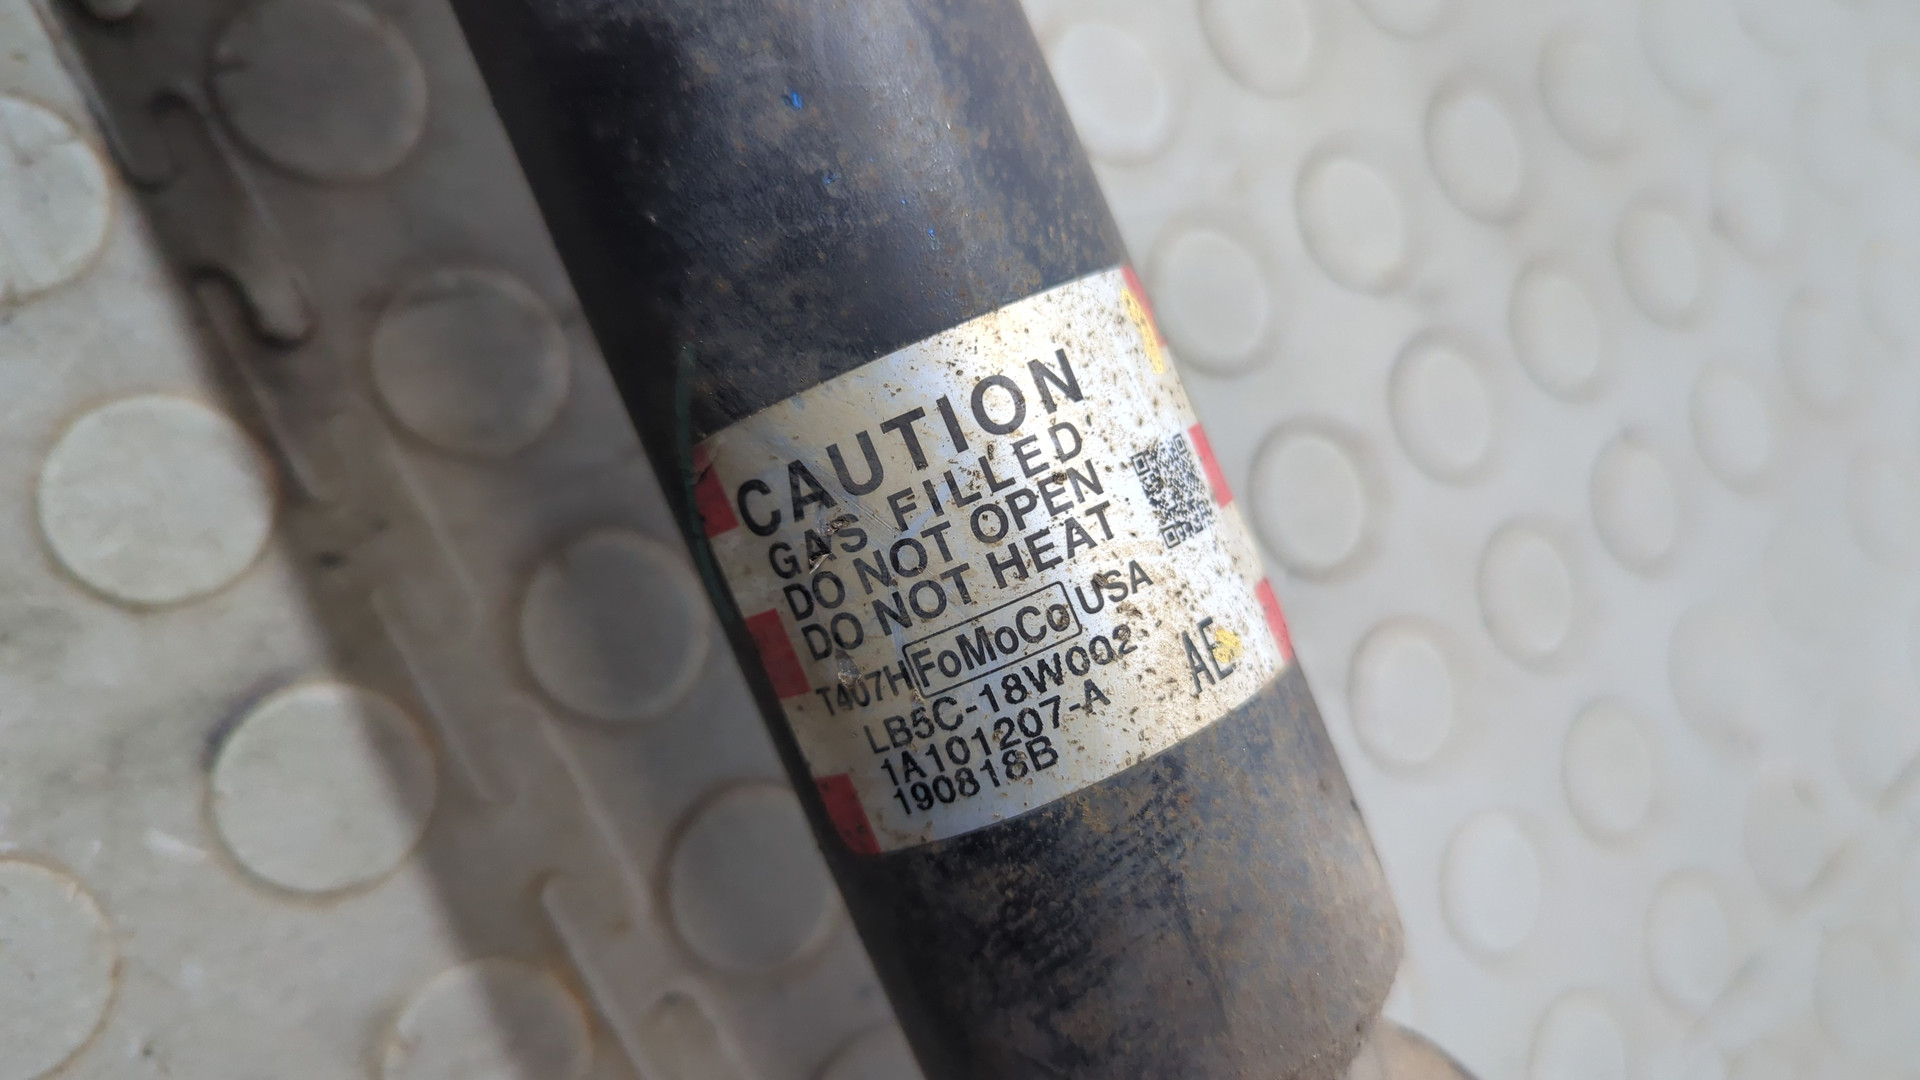 CAUTION
GAS FILLED
DO NOT OPEN
DO NOT HEAT
T407H FoMoCo USA
LB5C-18W002 AE
1A101207-A
190818B